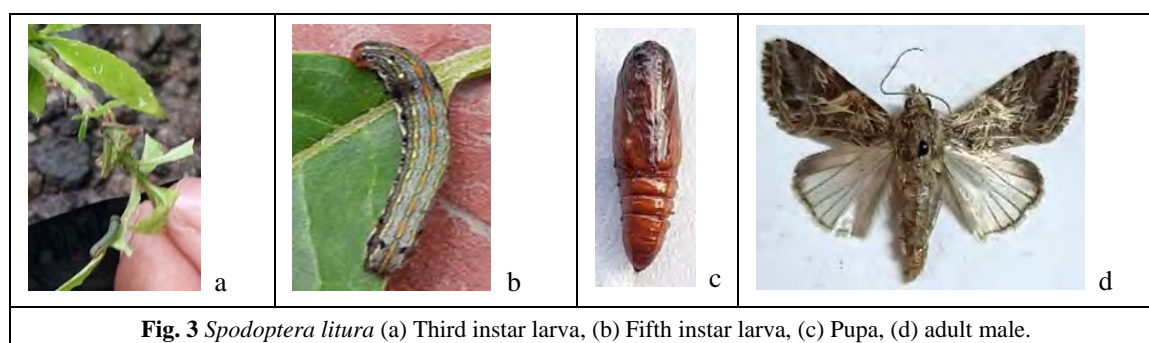 a
b
c
d
Fig. 3 Spodoptera litura (a) Third instar larva, (b) Fifth instar larva, (c) Pupa, (d) adult male.